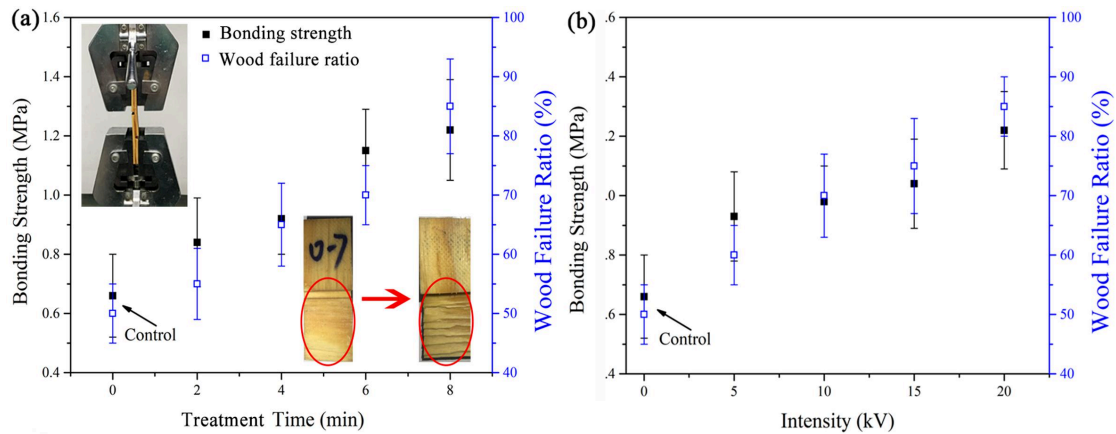 (a)
Bonding strength
Wood failure ratio
Bonding Strength (MPa)
1.6
1.4
1.2
1.0
0.8
0.6
0.4
Control
0-7
0 2 4 6 8
Treatment Time (min)
100
90
80
70
60
50
40
Wood Failure Ratio (%)
(b)
Bonding Strength (MPa)
.6
.4
.2
.0
.8
.6
.4
Control
0 5 10 15 20
Intensity (kV)
100
90
80
70
60
50
40
Wood Failure Ratio (%)